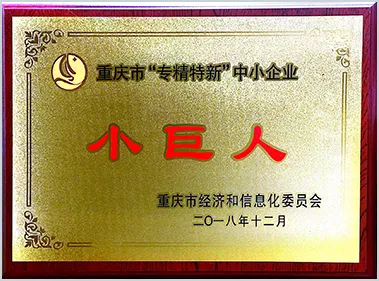 重庆市“专精特新”中小企业
小巨人
重庆市经济和信息化委员会
二〇一八年十二月